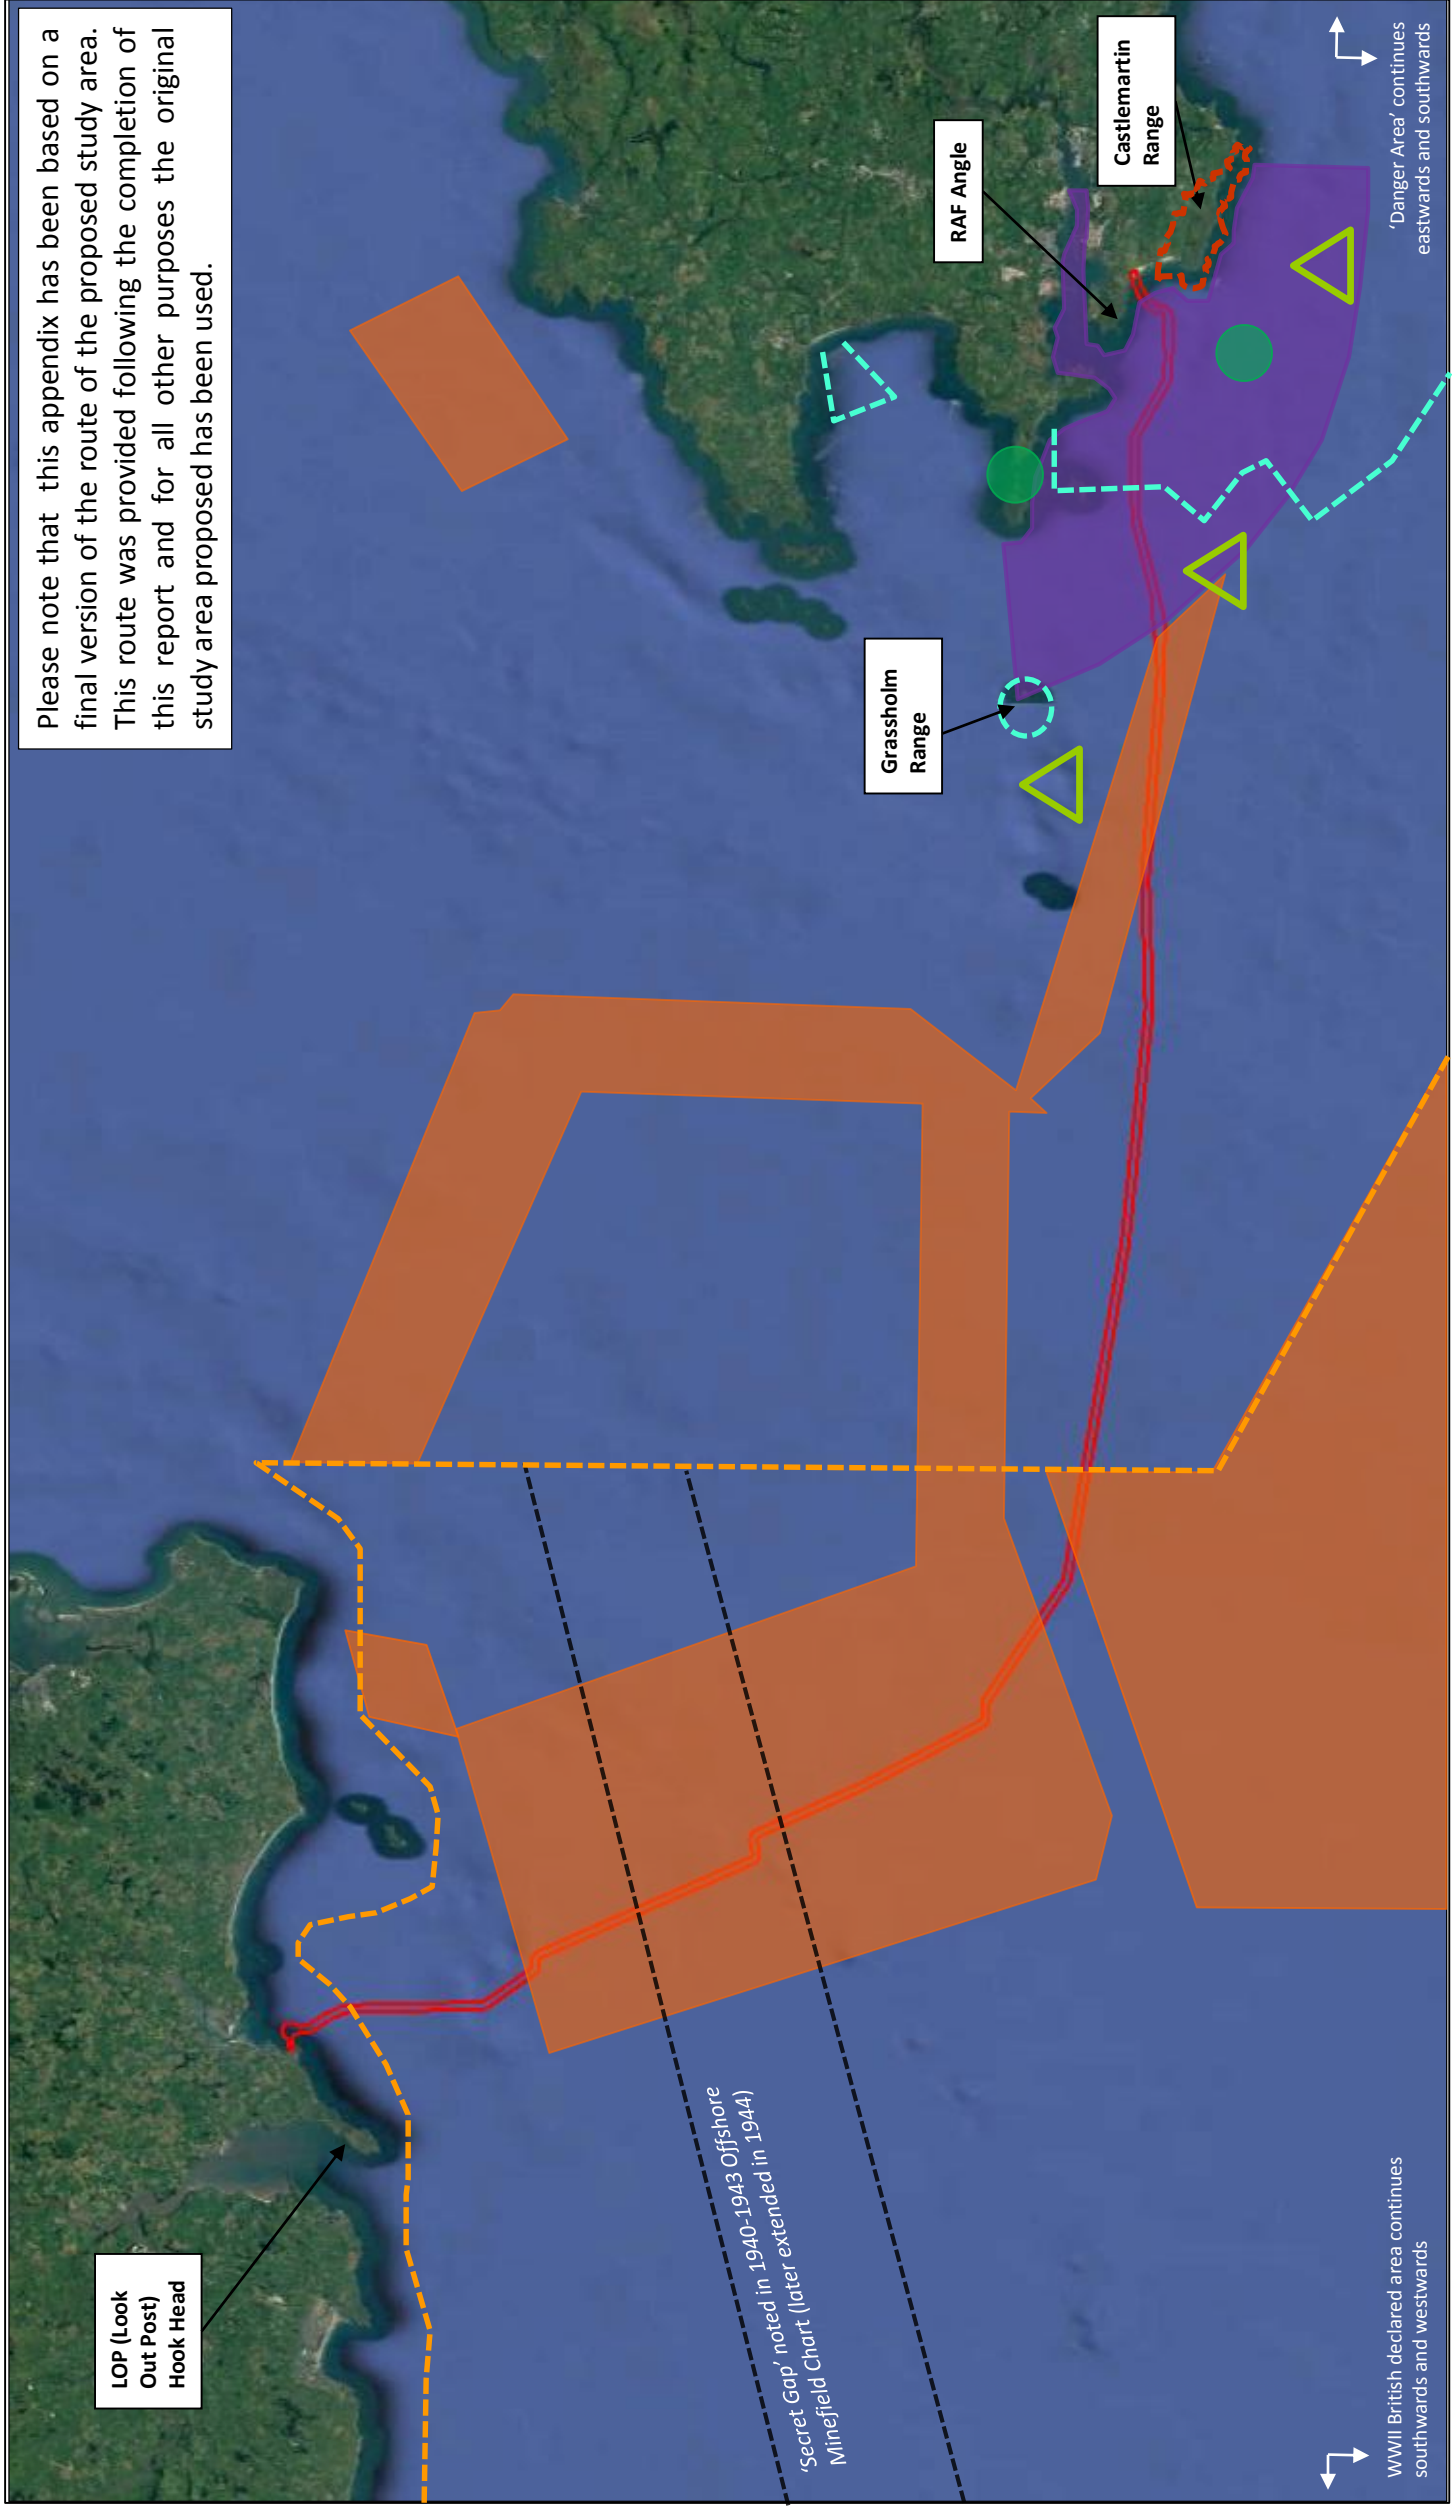 Please note that this appendix has been based on a
final version of the route of the proposed study area.
This route was provided following the completion of
this report and for all other purposes the original
study area proposed has been used.
LOP (Look
Out Post)
Hook Head
RAF Angle
Castlemartin
Range
Grassholm
Range
‘Secret Gap’ noted in 1940-1943 Offshore
Minefield Chart (later extended in 1944)
WWII British declared area continues
southwards and westwards
‘Danger Area’ continues
eastwards and southwards